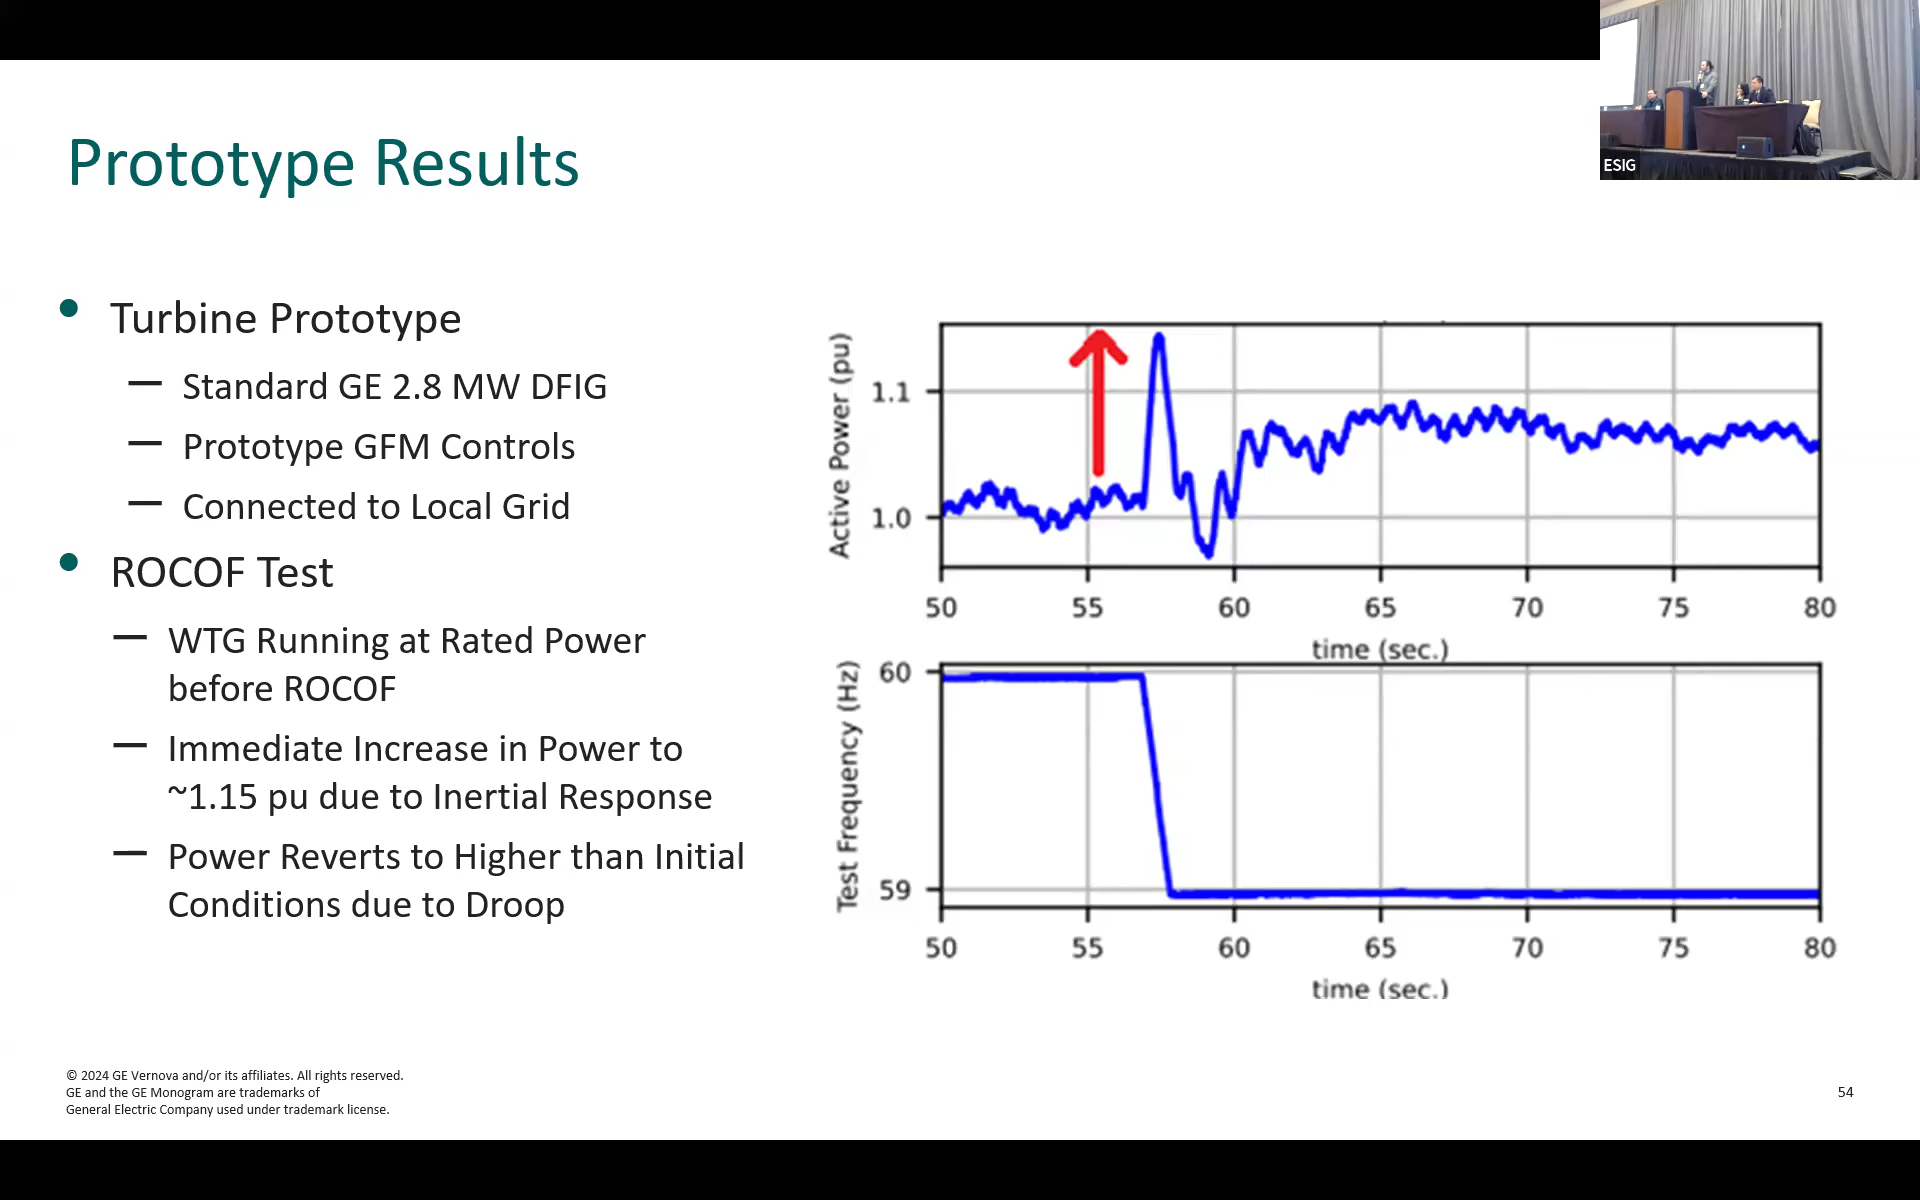 ESIG
Prototype Results
Turbine Prototype
— Standard GE 2.8 MW DFIG
— Prototype GFM Controls
— Connected to Local Grid
ROCOF Test
— WTG Running at Rated Power
before ROCOF
— Immediate Increase in Power to
~1.15 pu due to Inertial Response
— Power Reverts to Higher than Initial
Conditions due to Droop
Active Power (pu)
1.1
1.0
50 55 60 65 70 75 80
time (sec.)
Test Frequency (Hz)
60
59
50 55 60 65 70 75 80
time (sec.)
© 2024 GE Vernova and/or its affiliates. All rights reserved.
GE and the GE Monogram are trademarks of
General Electric Company used under trademark license.
54